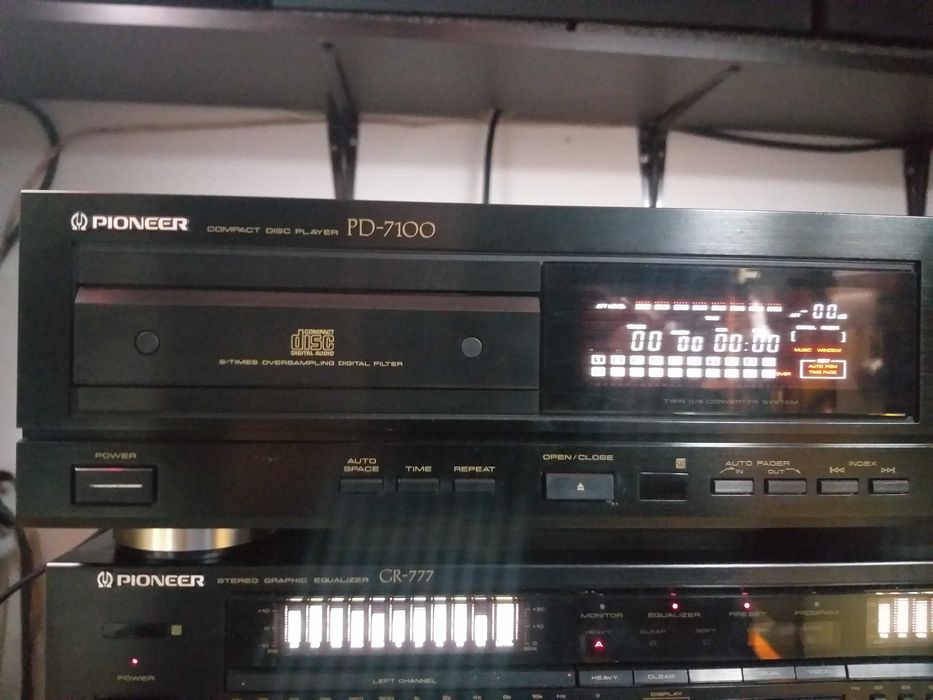 PIONEER COMPACT DISC PLAYER PD-7100
COMPACT
disc
DIGITAL AUDIO
6-TIMES OVERSAMPLING DIGITAL FILTER
00 00 00:00
00
MUSIC WINDOW
AUTO PGM
TIME FADE
OVER
TWIN D/A CONVERTER SYSTEM
POWER
AUTO
SPACE
TIME
REPEAT
OPEN/CLOSE
AUTO FADER
IN
OUT
INDEX
PIONEER STEREO GRAPHIC EQUALIZER GR-777
MONITOR
EQUALIZER
PRESET
PROGRAM
HEAVY
CLEAR
SOFT
A
B
C
POWER
LEFT CHANNEL
HEAVY
CLEAR
VOCAL
DISPLAY